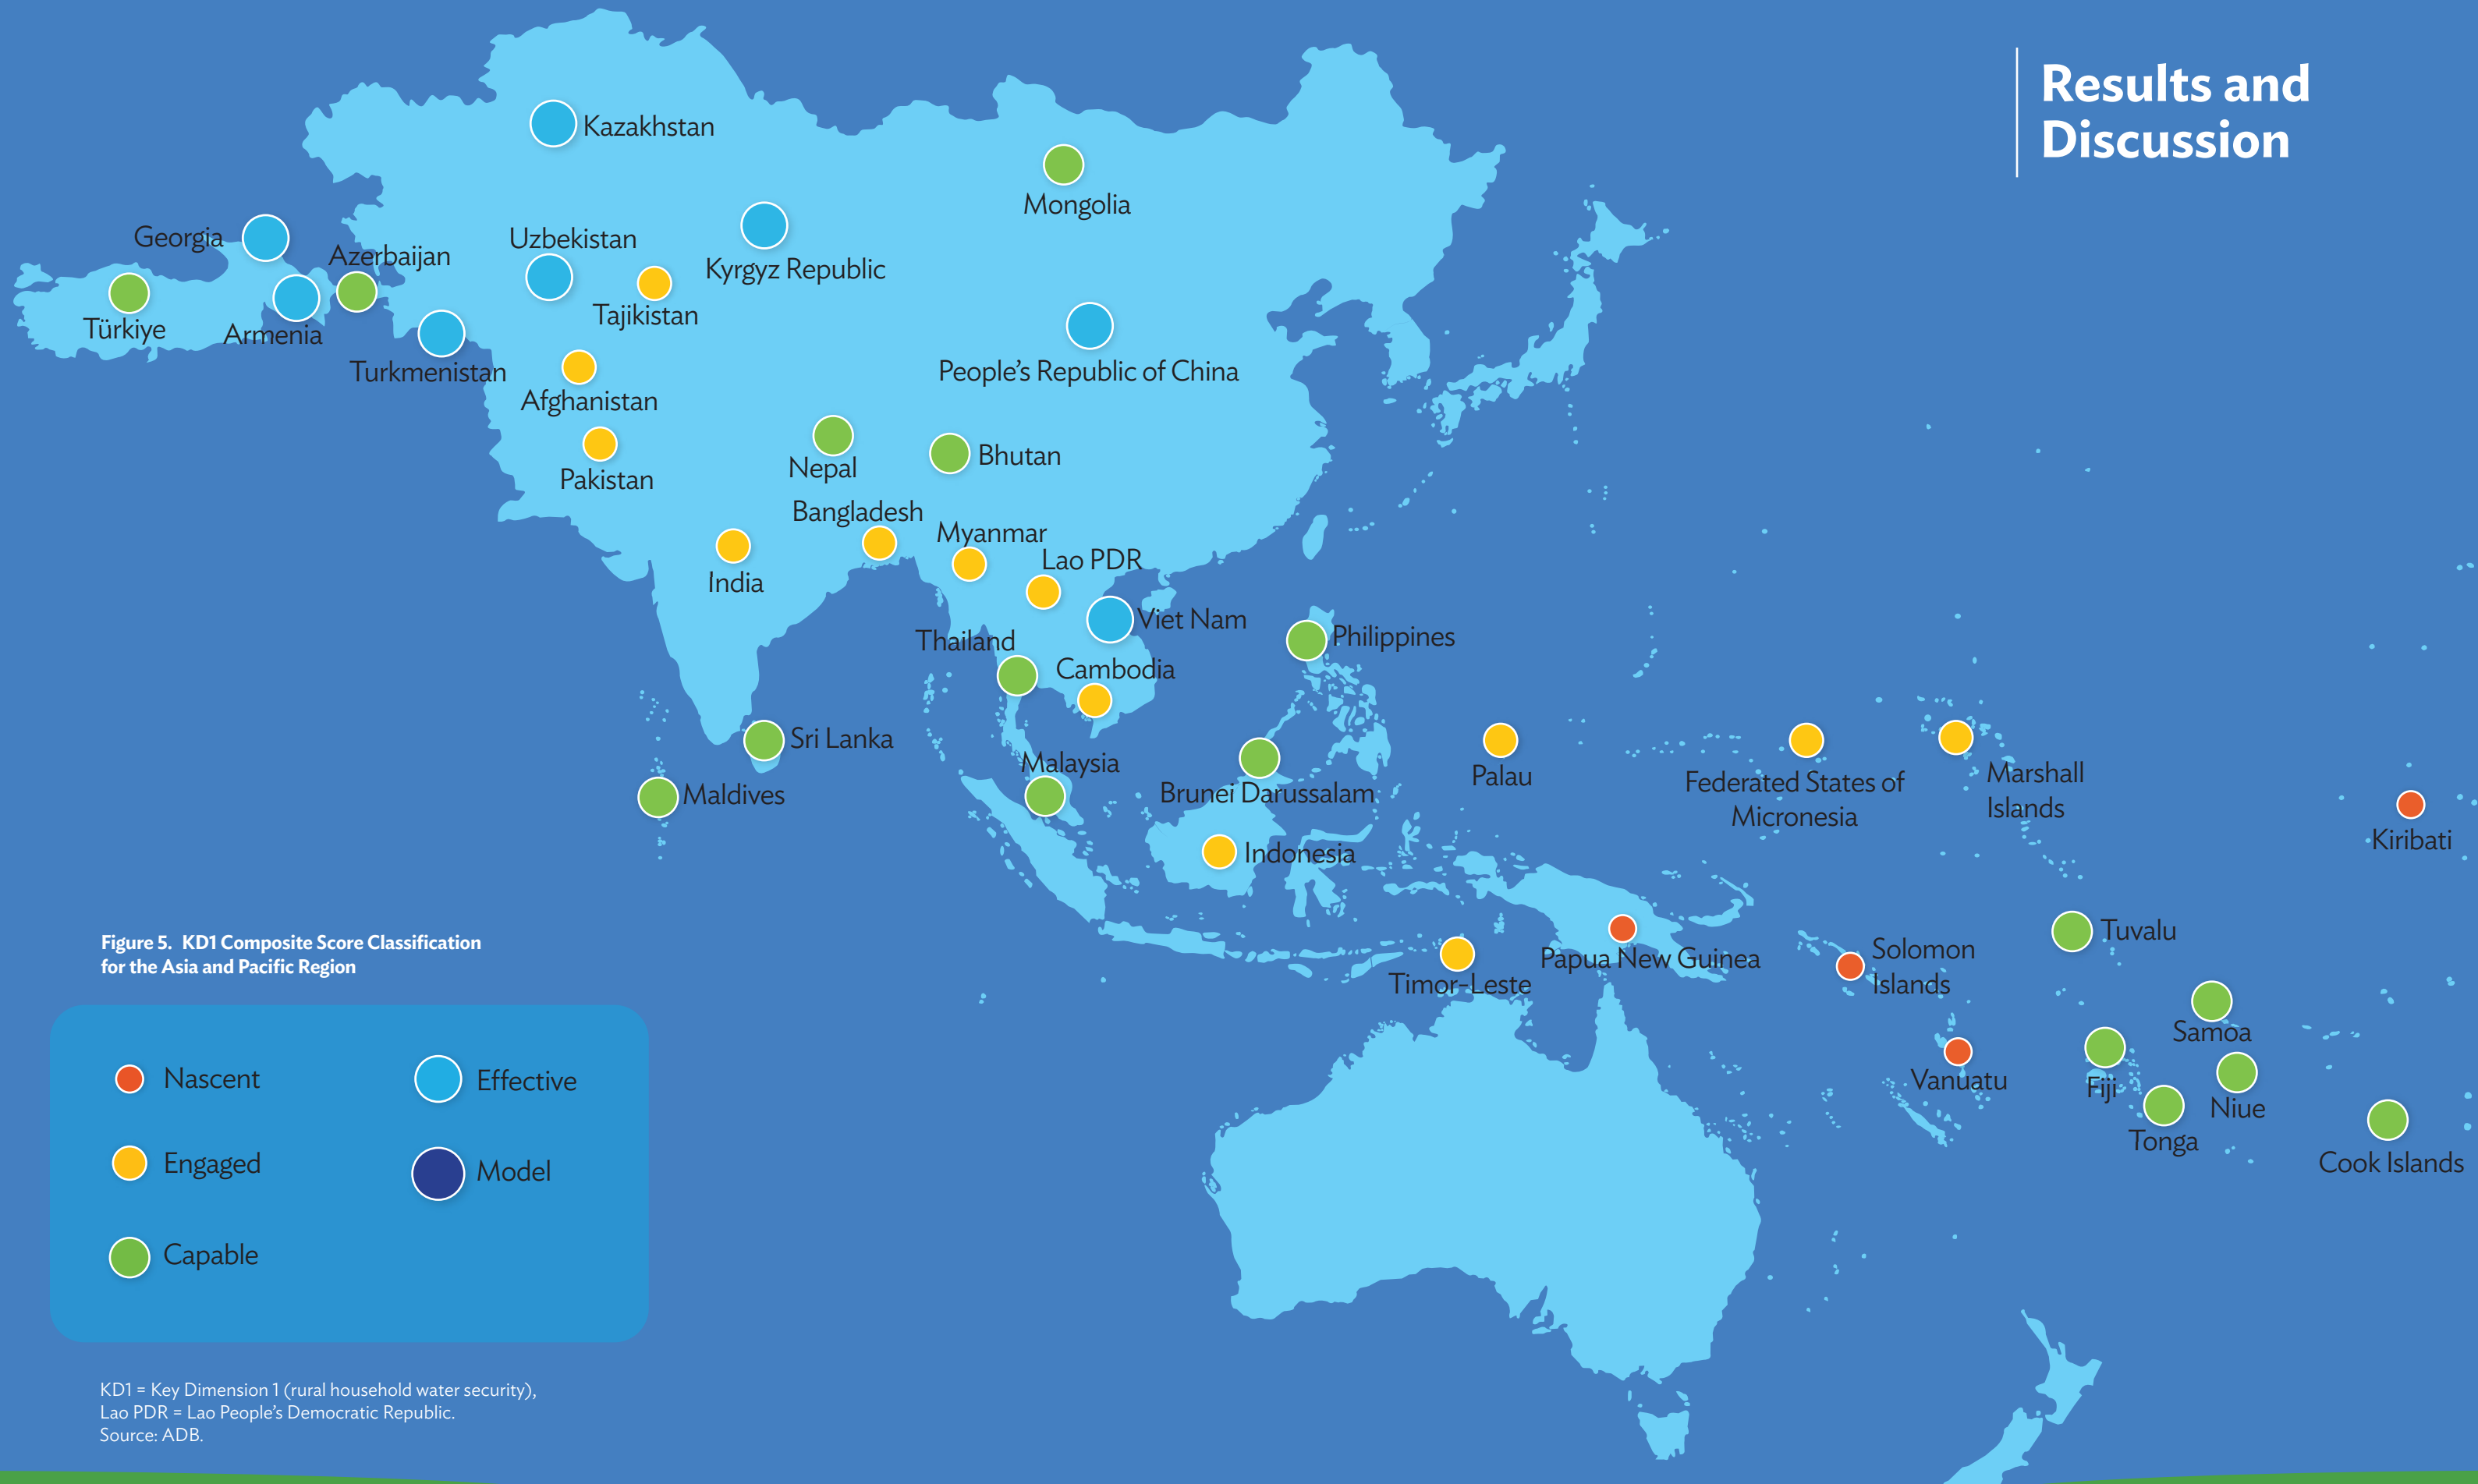 Results and
Discussion
Kazakhstan
Mongolia
Georgia
Uzbekistan
Azerbaijan
Kyrgyz Republic
Tajikistan
Türkiye
Armenia
Turkmenistan
People’s Republic of China
Afghanistan
Nepal
Bhutan
Pakistan
Bangladesh
Myanmar
Lao PDR
India
Viet Nam
Thailand
Philippines
Cambodia
Sri Lanka
Malaysia
Maldives
Brunei Darussalam
Palau
Federated States of
Micronesia
Marshall
Islands
Kiribati
Indonesia
Tuvalu
Papua New Guinea
Solomon
Islands
Timor-Leste
Samoa
Vanuatu
Fiji
Niue
Tonga
Cook Islands
Figure 5. KD1 Composite Score Classification
for the Asia and Pacific Region
Nascent
Effective
Engaged
Model
Capable
KD1 = Key Dimension 1 (rural household water security),
Lao PDR = Lao People’s Democratic Republic.
Source: ADB.